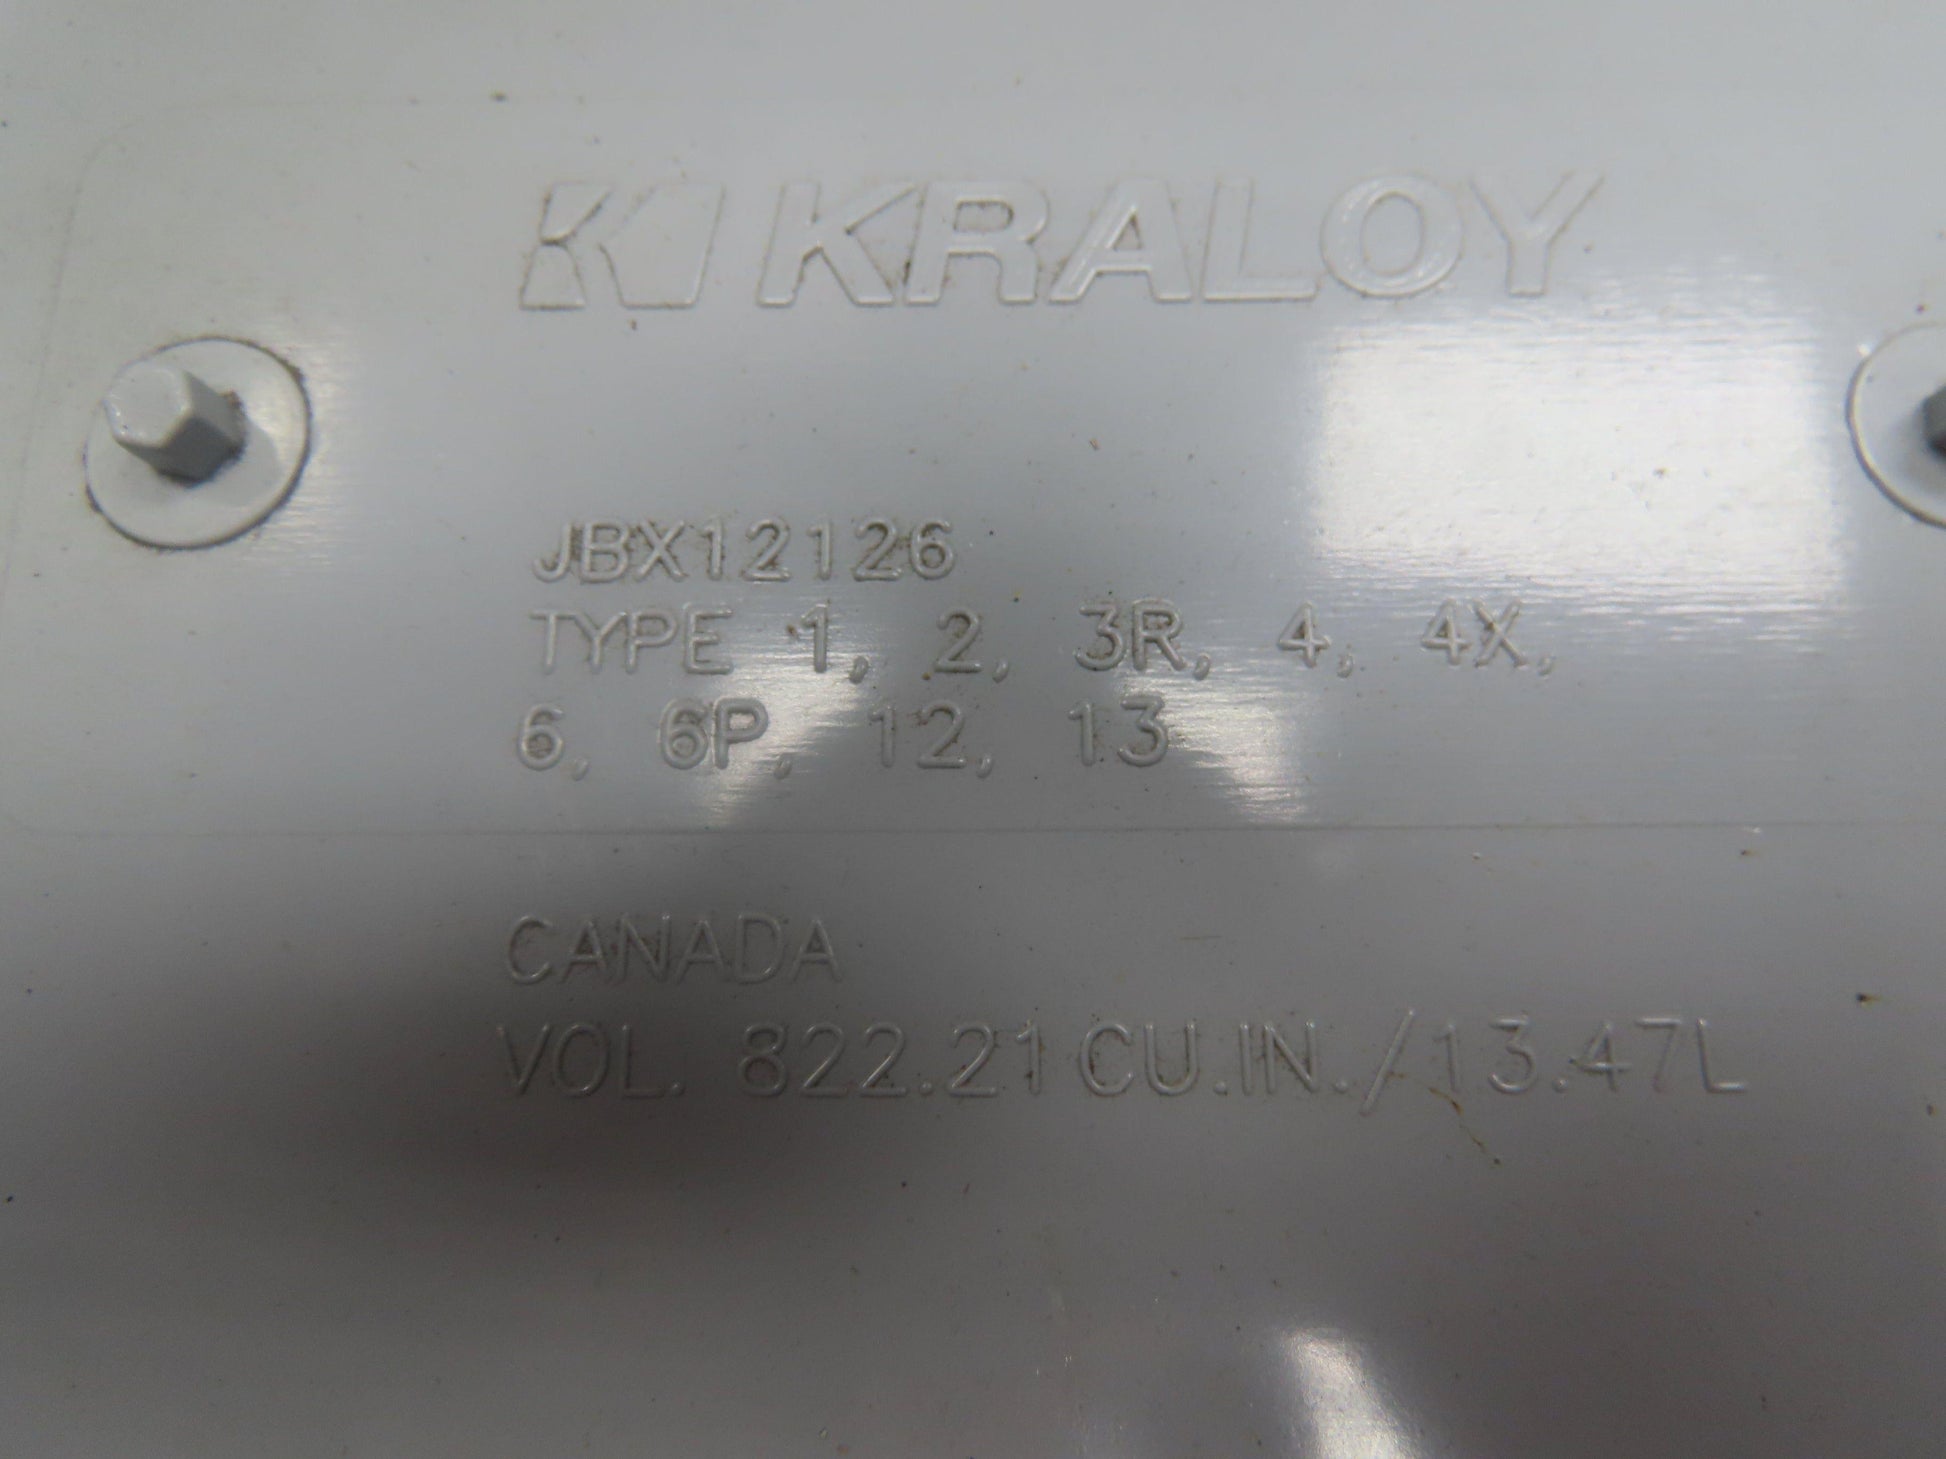 KRALOY
JBX12126
TYPE 1, 2, 3R, 4, 4X,
6, 6P, 12, 13
CANADA
VOL. 822.21 CU.IN./13.47L